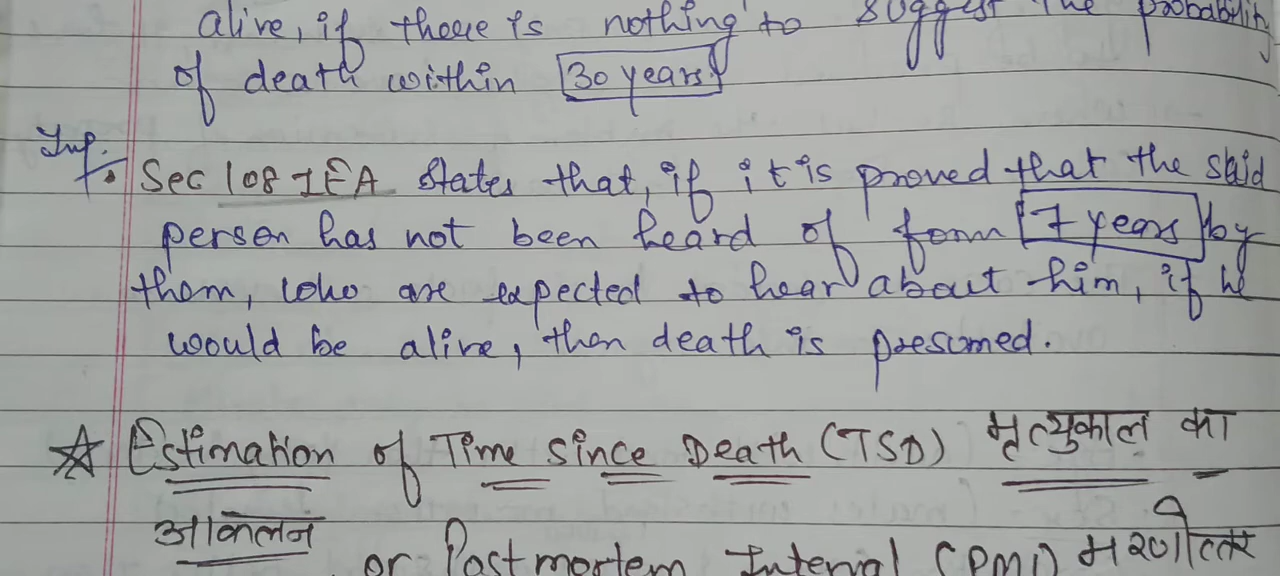 alive, if there is nothing to suggest the probability
of death within 30 years.
Imp.
• Sec 108 IEA states that, if it is proved that the said
person has not been heard of form 7 years by
them, who are expected to hear about him, if he
would be alive, then death is presumed.
☆ Estimation of Time Since Death (TSD) मृत्युकाल का
आकलन
or Postmortem Interval (PMI) मरणोत्तर